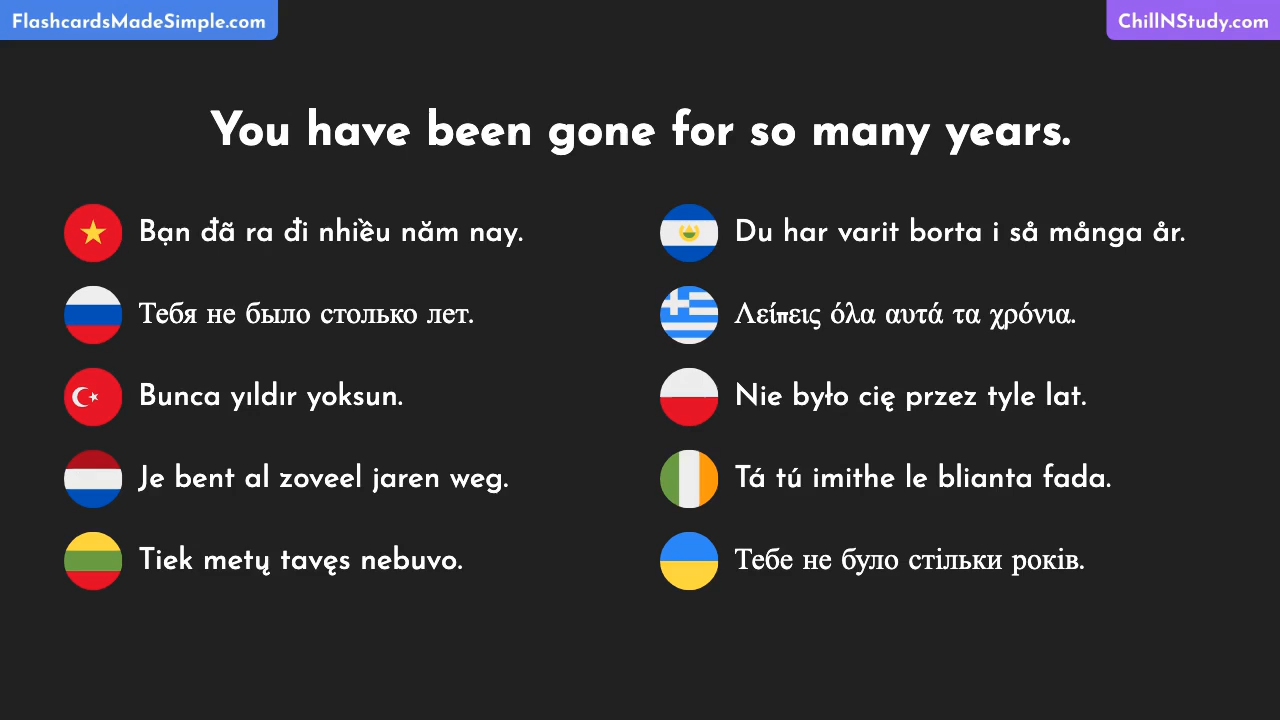 FlashcardsMadeSimple.com
ChillNStudy.com
You have been gone for so many years.
Bạn đã ra đi nhiều năm nay.
Тебя не было столько лет.
Bunca yıldır yoksun.
Je bent al zoveel jaren weg.
Tiek metų tavęs nebuvo.
Du har varit borta i så många år.
Λείπεις όλα αυτά τα χρόνια.
Nie było cię przez tyle lat.
Tá tú imithe le blianta fada.
Тебе не було стільки років.